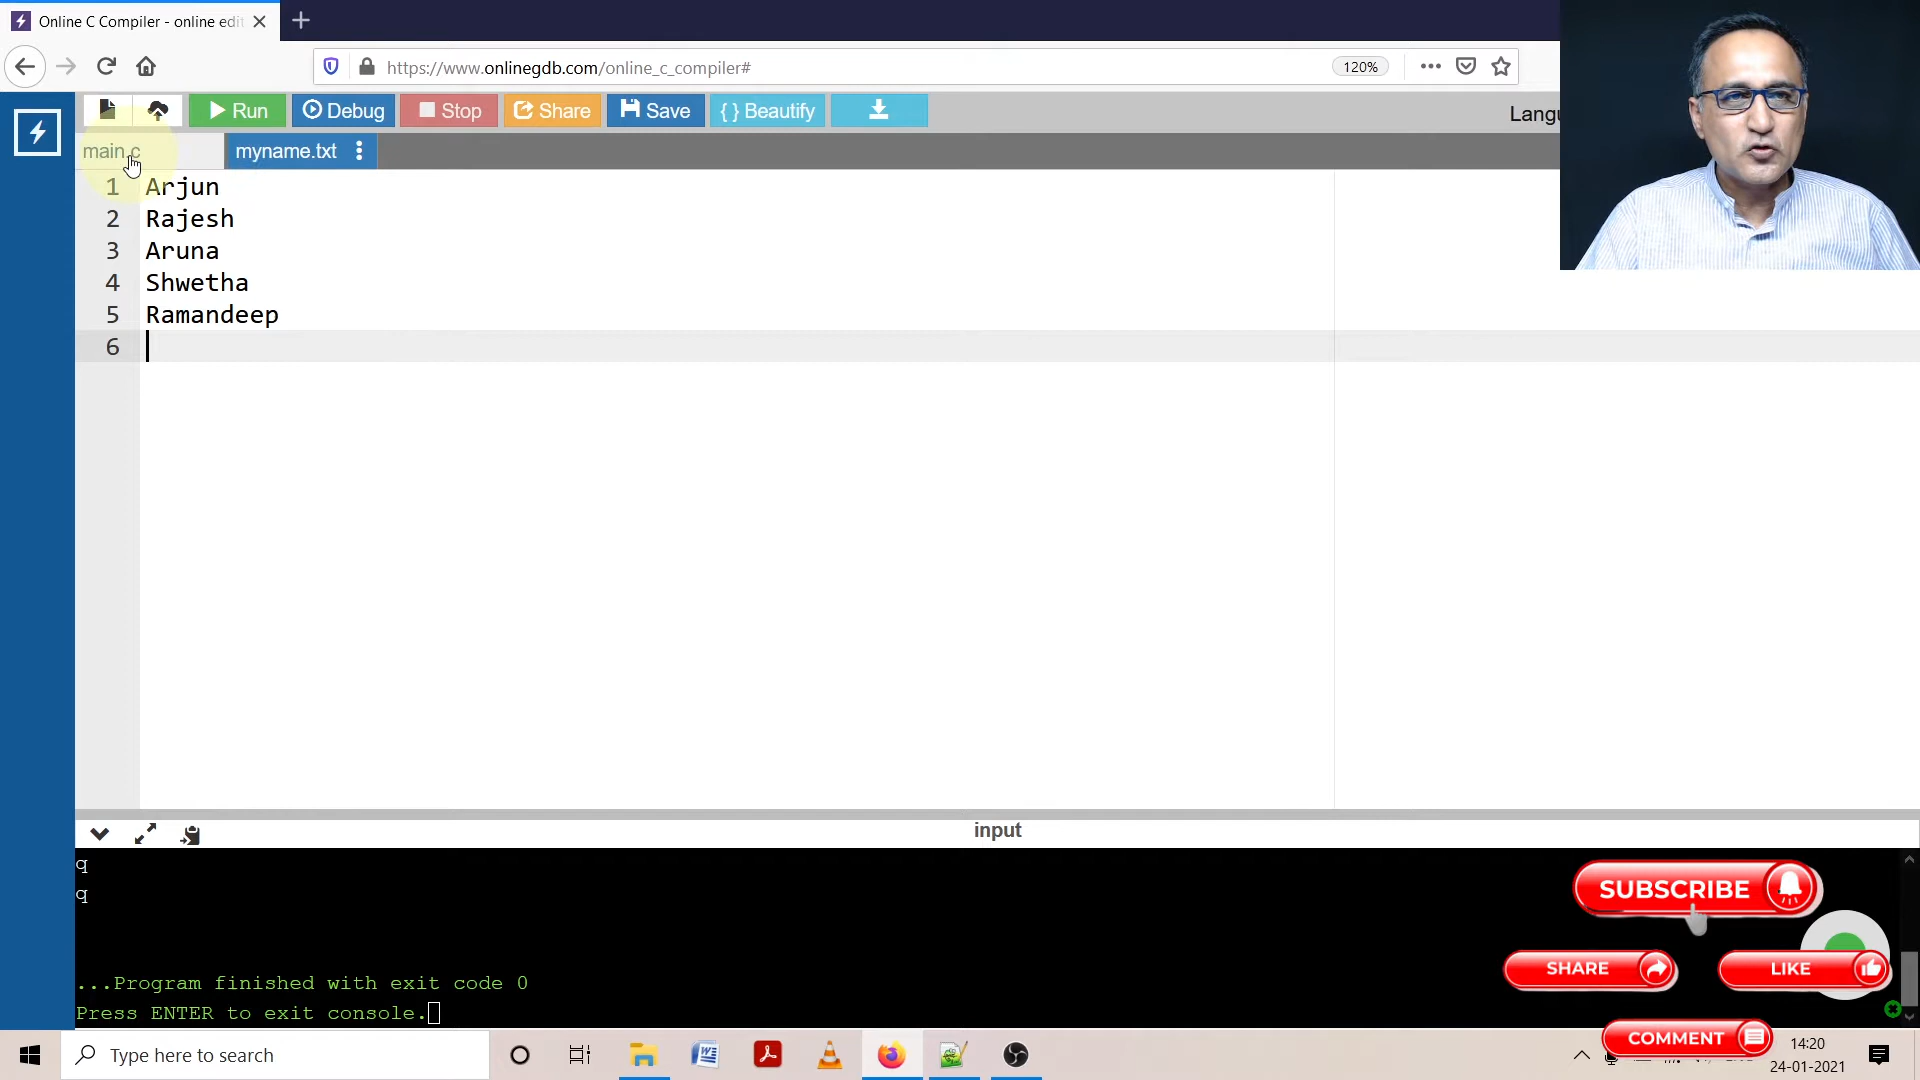 Online C Compiler - online edit
https://www.onlinegdb.com/online_c_compiler#
120%
Run
Debug
Stop
Share
Save
{ } Beautify
Langu
main.c
myname.txt
1 Arjun
2 Rajesh
3 Aruna
4 Shwetha
5 Ramandeep
6
input
q
q
...Program finished with exit code 0
Press ENTER to exit console.
SUBSCRIBE
SHARE
LIKE
COMMENT
Type here to search
14:20
24-01-2021